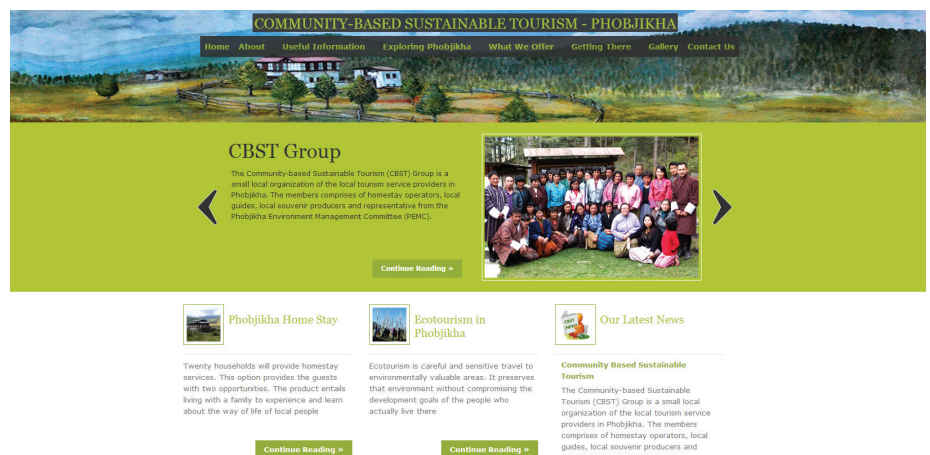 COMMUNITY-BASED SUSTAINABLE TOURISM - PHOBJIKHA
Home About Useful Information Exploring Phobjikha What We Offer Getting There Gallery Contact Us
CBST Group
The Community-based Sustainable Tourism (CBST) Group is a
small local organization of the local tourism service providers in
Phobjikha. The members comprises of homestay operators, local
guides, local souvenir producers and representative from the
Phobjikha Environment Management Committee (PEMC).
Continue Reading »
Phobjikha Home Stay
Twenty households will provide homestay
services. This option provides the guests
with two opportunities. The product entails
living with a family to experience and learn
about the way of life of local people
Continue Reading »
Ecotourism in
Phobjikha
Ecotourism is careful and sensitive travel to
environmentally valuable areas. It preserves
that environment without compromising the
development goals of the people who
actually live there
Continue Reading »
CBST
NEWS
Our Latest News
Community Based Sustainable
Tourism
The Community-based Sustainable
Tourism (CBST) Group is a small local
organization of the local tourism service
providers in Phobjikha. The members
comprises of homestay operators, local
guides, local souvenir producers and